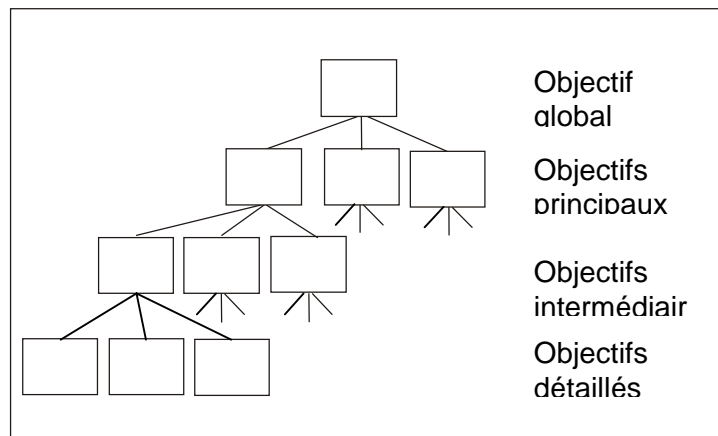 Objectif
global
Objectifs
principaux
Objectifs
intermédiair
Objectifs
détaillés